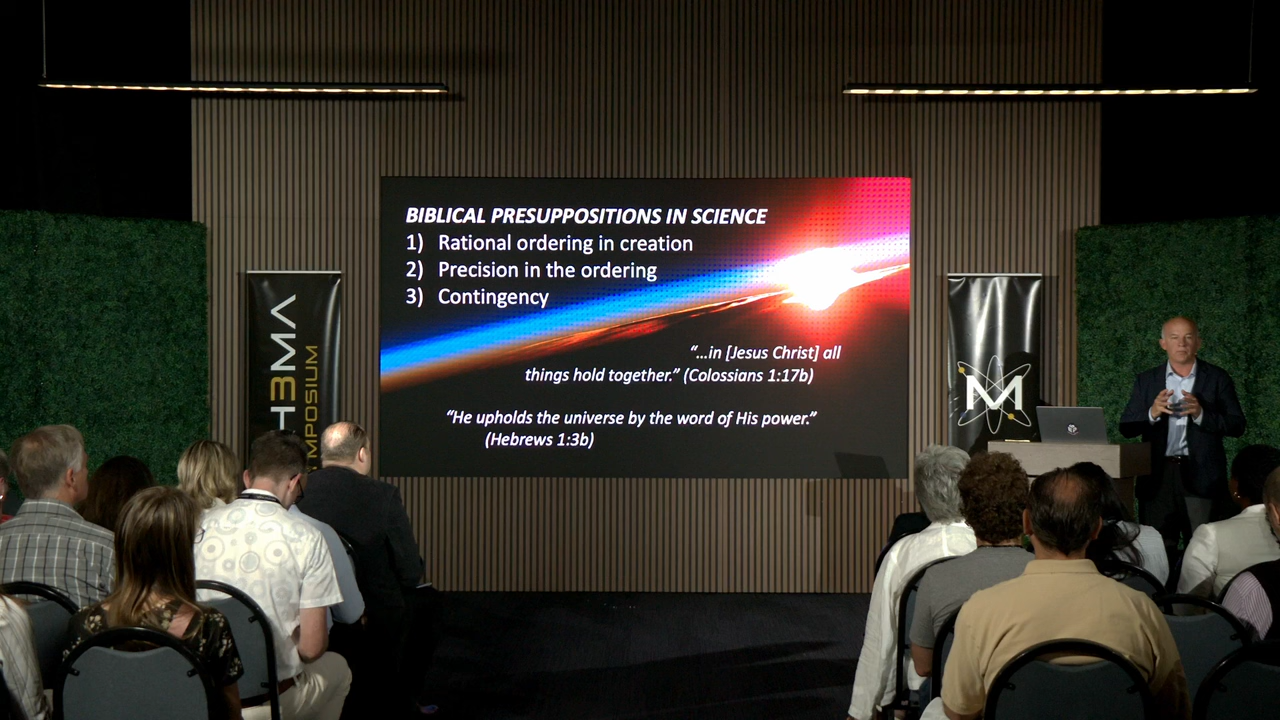 BIBLICAL PRESUPPOSITIONS IN SCIENCE
1) Rational ordering in creation
2) Precision in the ordering
3) Contingency
“...in [Jesus Christ] all
things hold together.” (Colossians 1:17b)
“He upholds the universe by the word of His power.”
(Hebrews 1:3b)
M